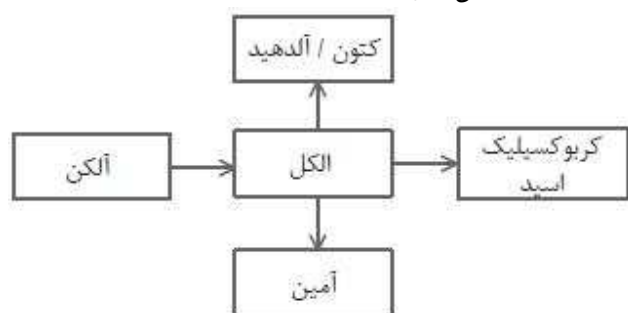 کتون / آلدهید
آلکن
الکل
کربوکسیلیک
اسید
آمین